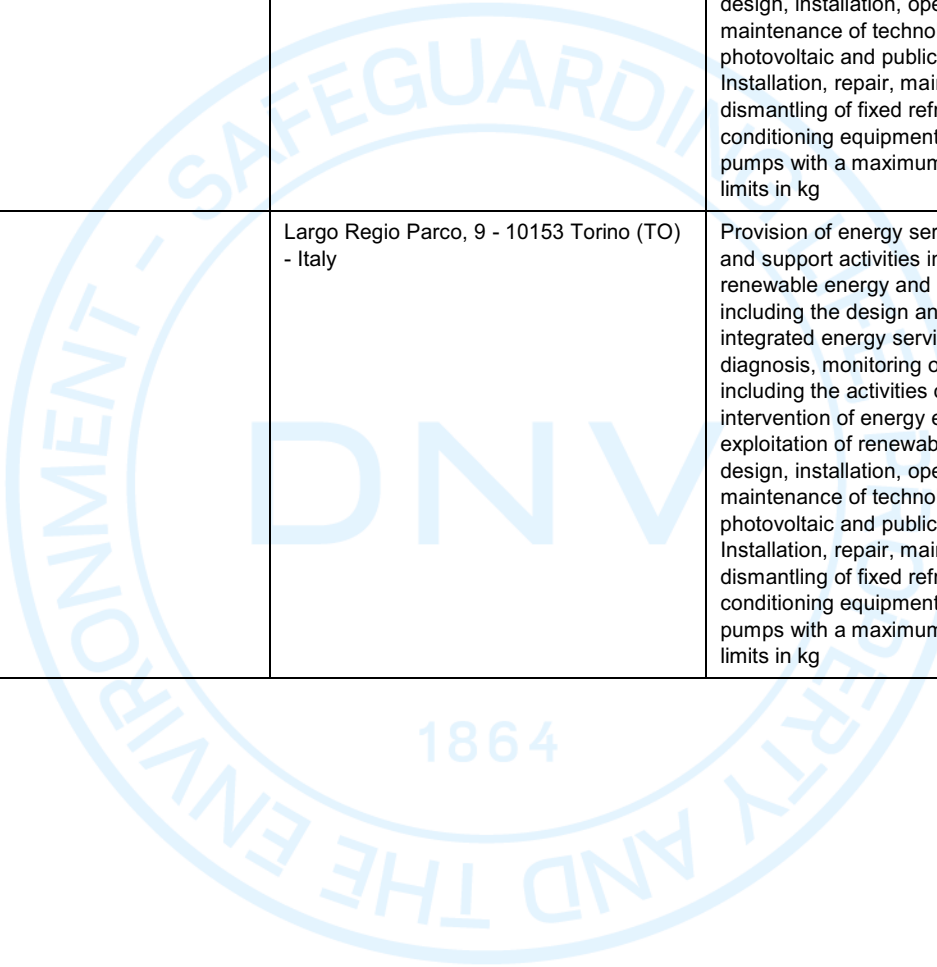 design, installation, ope
maintenance of techno
photovoltaic and public
Installation, repair, mai
dismantling of fixed ref
conditioning equipment
pumps with a maximum
limits in kg
Largo Regio Parco, 9 - 10153 Torino (TO)
- Italy
Provision of energy ser
and support activities i
renewable energy and
including the design an
integrated energy servi
diagnosis, monitoring o
including the activities
intervention of energy e
exploitation of renewab
design, installation, ope
maintenance of techno
photovoltaic and public
Installation, repair, mai
dismantling of fixed ref
conditioning equipment
pumps with a maximum
limits in kg
SAFEGUARDING LIFE, PROPERTY AND THE ENVIRONMENT -
DNV
1864